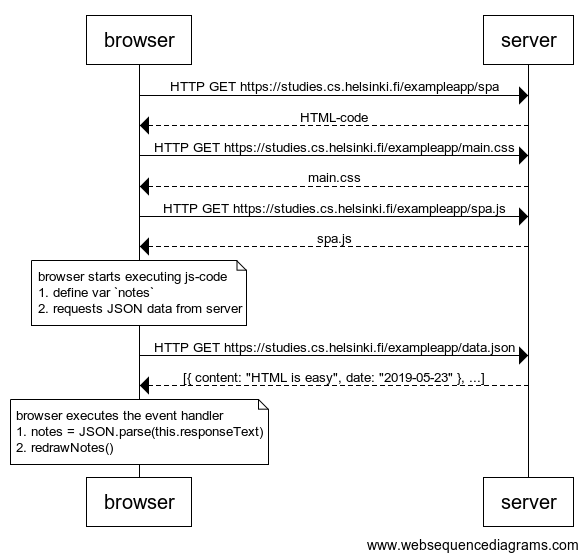 browser
server
HTTP GET https://studies.cs.helsinki.fi/exampleapp/spa
HTML-code
HTTP GET https://studies.cs.helsinki.fi/exampleapp/main.css
main.css
HTTP GET https://studies.cs.helsinki.fi/exampleapp/spa.js
spa.js
browser starts executing js-code
1. define var `notes`
2. requests JSON data from server
HTTP GET https://studies.cs.helsinki.fi/exampleapp/data.json
[{ content: "HTML is easy", date: "2019-05-23" }, ...]
browser executes the event handler
1. notes = JSON.parse(this.responseText)
2. redrawNotes()
browser
server
www.websequencediagrams.com